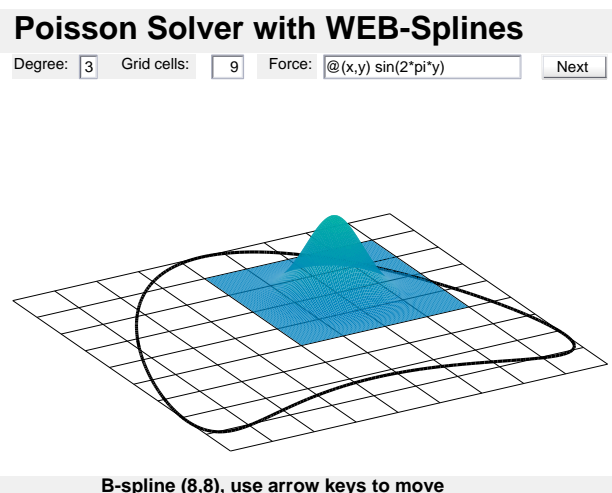 Poisson Solver with WEB-Splines
Degree: 3 Grid cells: 9 Force: @(x,y) sin(2*pi*y) Next
B-spline (8,8), use arrow keys to move